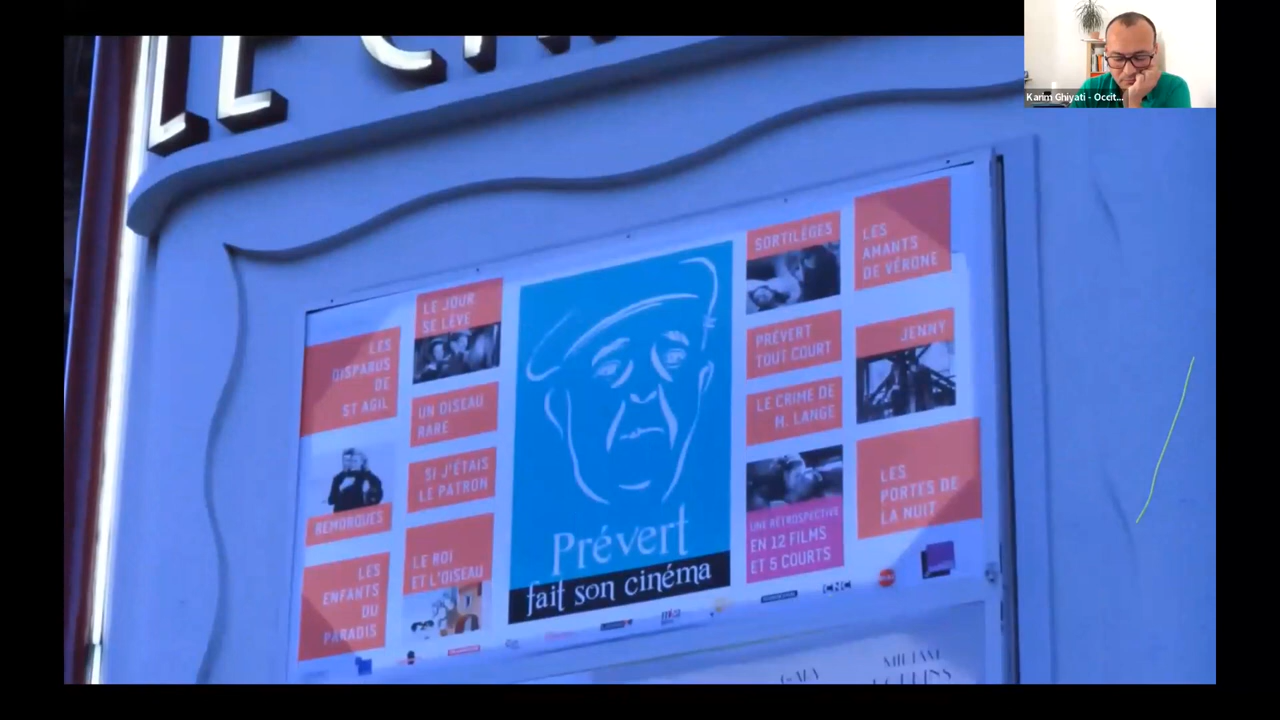 LE
Karim Ghiyati - Occit...
LES
DISPARUS
DE
ST AGIL
REMORQUES
LES
ENFANTS
DU
PARADIS
LE JOUR
SE LÈVE
UN OISEAU
RARE
SI J'ÉTAIS
LE PATRON
LE ROI
ET L'OISEAU
Prévert
fait son cinéma
SORTILÈGES
PRÉVERT
TOUT COURT
LE CRIME DE
M. LANGE
UNE RÉTROSPECTIVE
EN 12 FILMS
ET 5 COURTS
LES
AMANTS
DE VÉRONE
JENNY
LES
PORTES DE
LA NUIT
CNC